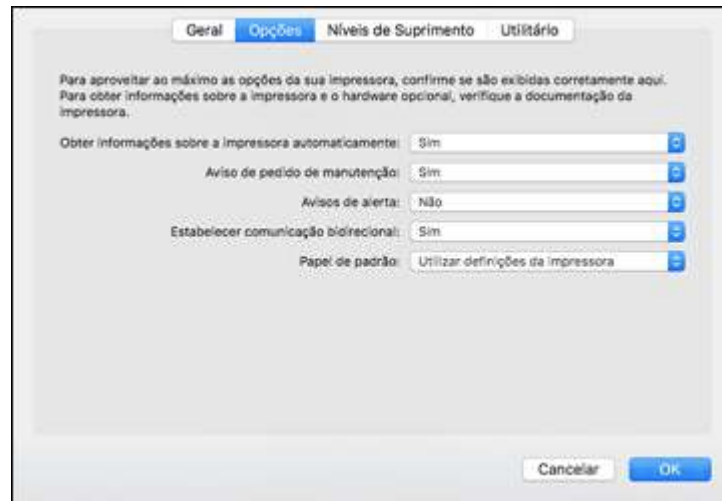 Geral Opções Níveis de Suprimento Utilitário
Para aproveitar ao máximo as opções da sua impressora, confirme se são exibidas corretamente aqui.
Para obter informações sobre a impressora e o hardware opcional, verifique a documentação da
impressora.
Obter informações sobre a impressora automaticamente: Sim
Aviso de pedido de manutenção: Sim
Avisos de alerta: Não
Estabelecer comunicação bidirecional: Sim
Papel de padrão: Utilizar definições da impressora
Cancelar OK